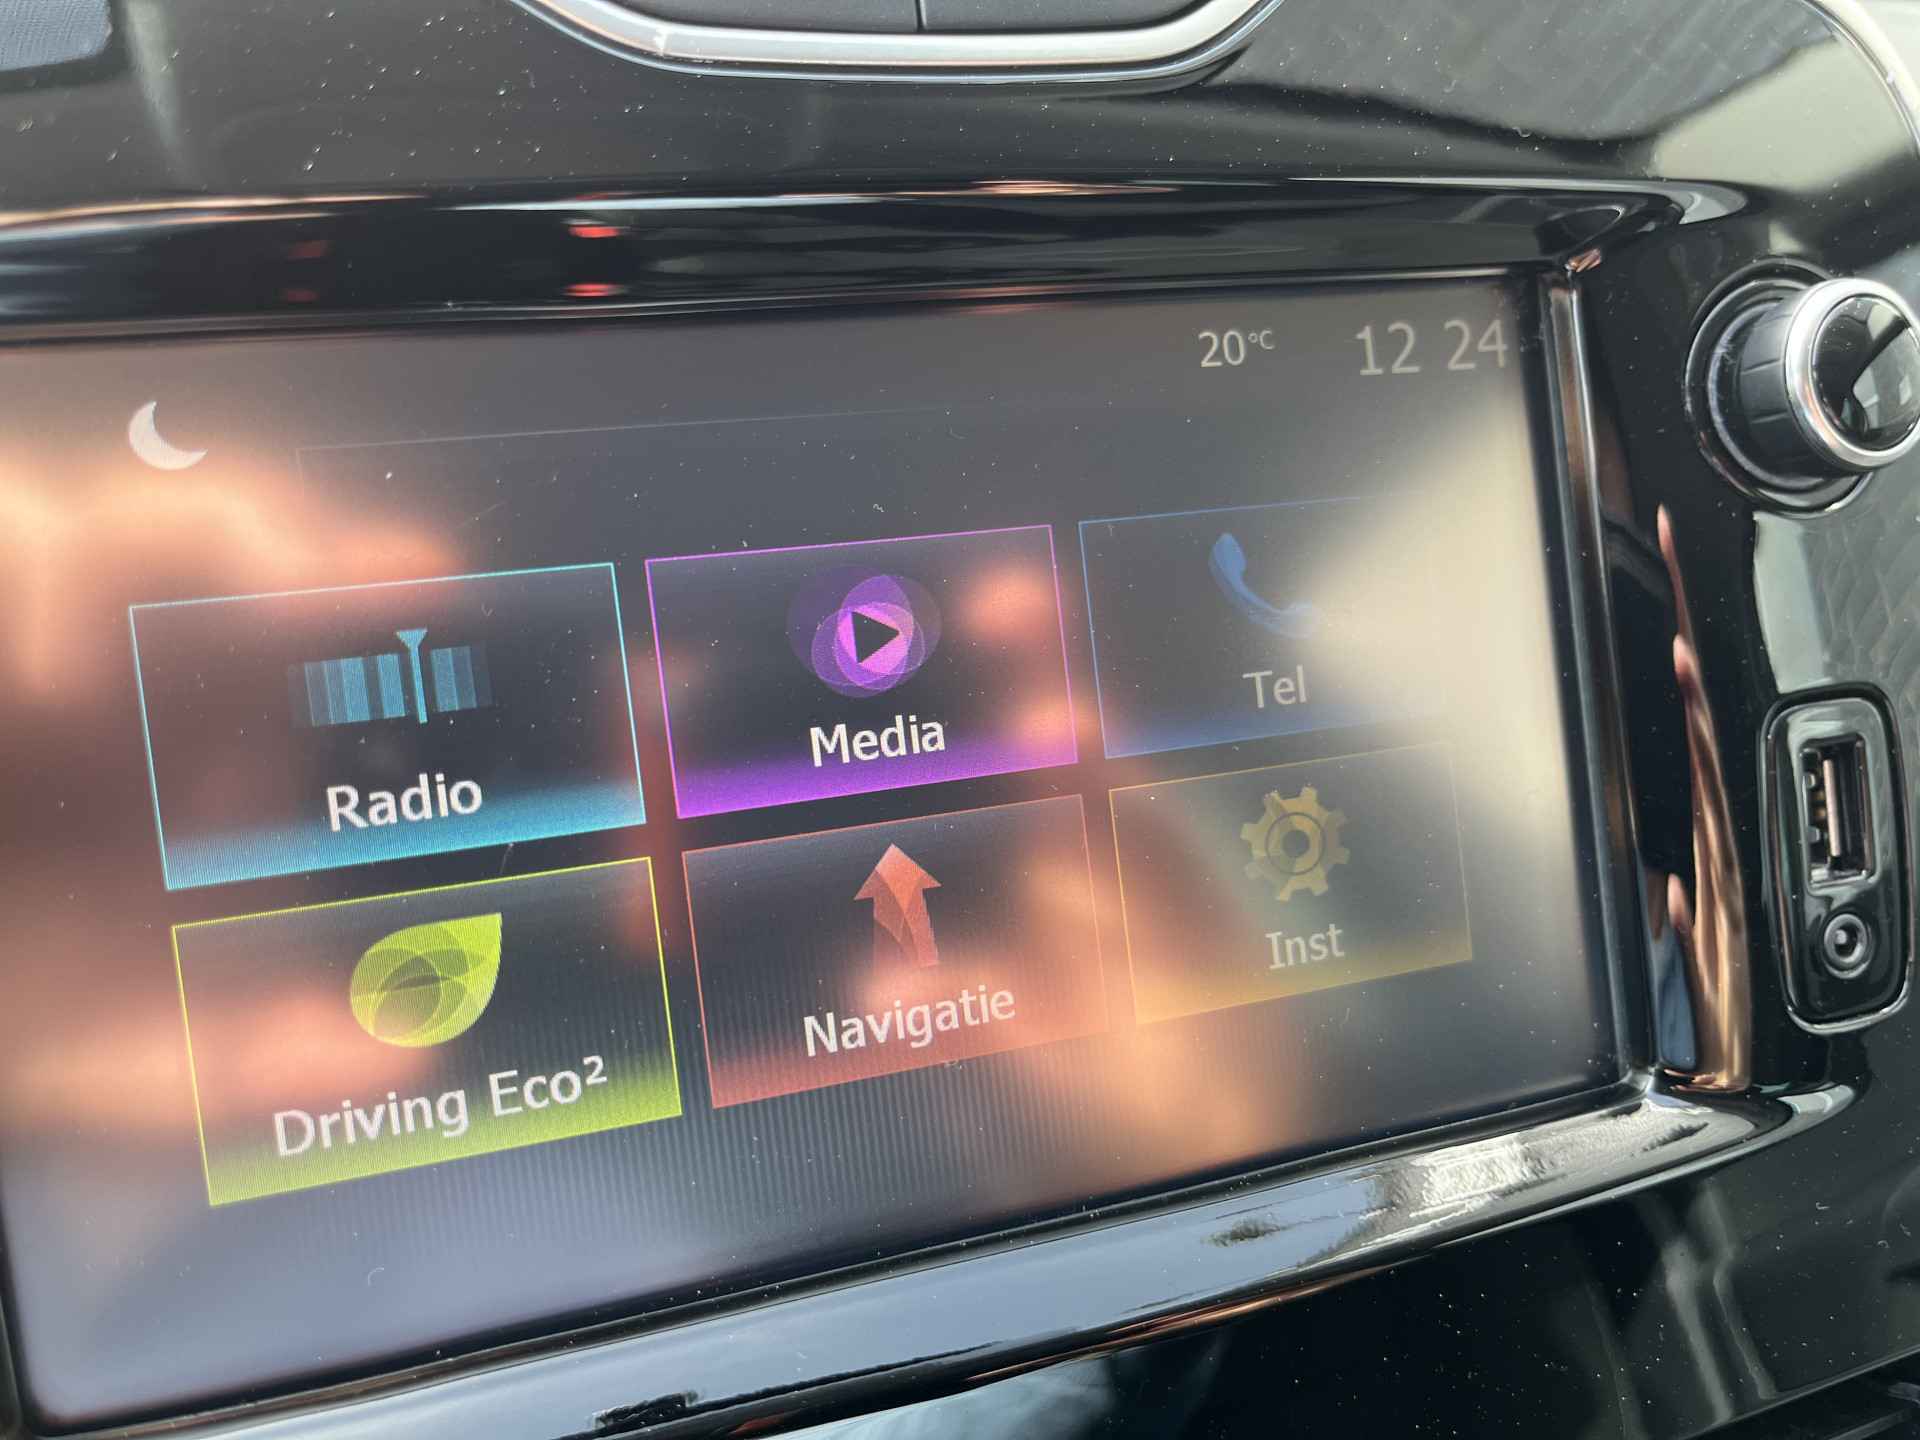 20°C 12 24
Radio
Media
Tel
Driving Eco²
Navigatie
Inst